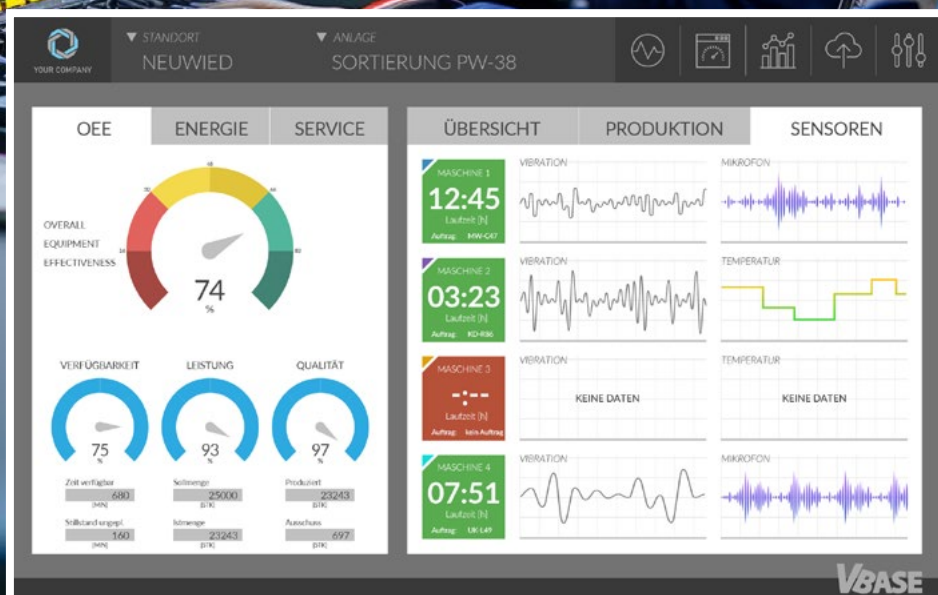 YOUR COMPANY
▼ STANDORT
NEUWIED
▼ ANLAGE
SORTIERUNG PW-38
OEE
ENERGIE
SERVICE
OVERALL
EQUIPMENT
EFFECTIVENESS
74
%
VERFÜGBARKEIT
LEISTUNG
QUALITÄT
75
%
93
%
97
%
Zeit verfügbar
680
[MIN]
Sollmenge
25000
[STK]
Produziert
23243
[STK]
Stillstand ungepl.
160
[MIN]
Istmenge
23243
[STK]
Ausschuss
697
[STK]
ÜBERSICHT
PRODUKTION
SENSOREN
MASCHINE 1
12:45
Laufzeit [h]
Auftrag: MW-G47
VIBRATION
MIKROFON
MASCHINE 2
03:23
Laufzeit [h]
Auftrag: KD-R86
VIBRATION
TEMPERATUR
MASCHINE 3
--:--
Laufzeit [h]
Auftrag: kein Auftrag
VIBRATION
KEINE DATEN
TEMPERATUR
KEINE DATEN
MASCHINE 4
07:51
Laufzeit [h]
Auftrag: UK-L49
VIBRATION
MIKROFON
VBASE